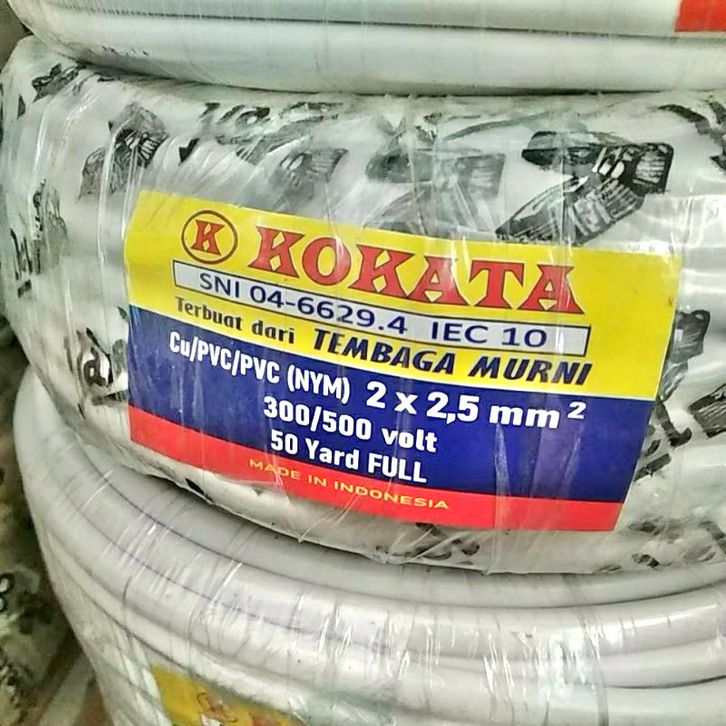 K KOKATA
SNI 04-6629.4 IEC 10
Terbuat dari TEMBAGA MURNI
Cu/PVC/PVC (NYM) 2 x 2,5 mm²
300/500 volt
50 Yard FULL
MADE IN INDONESIA